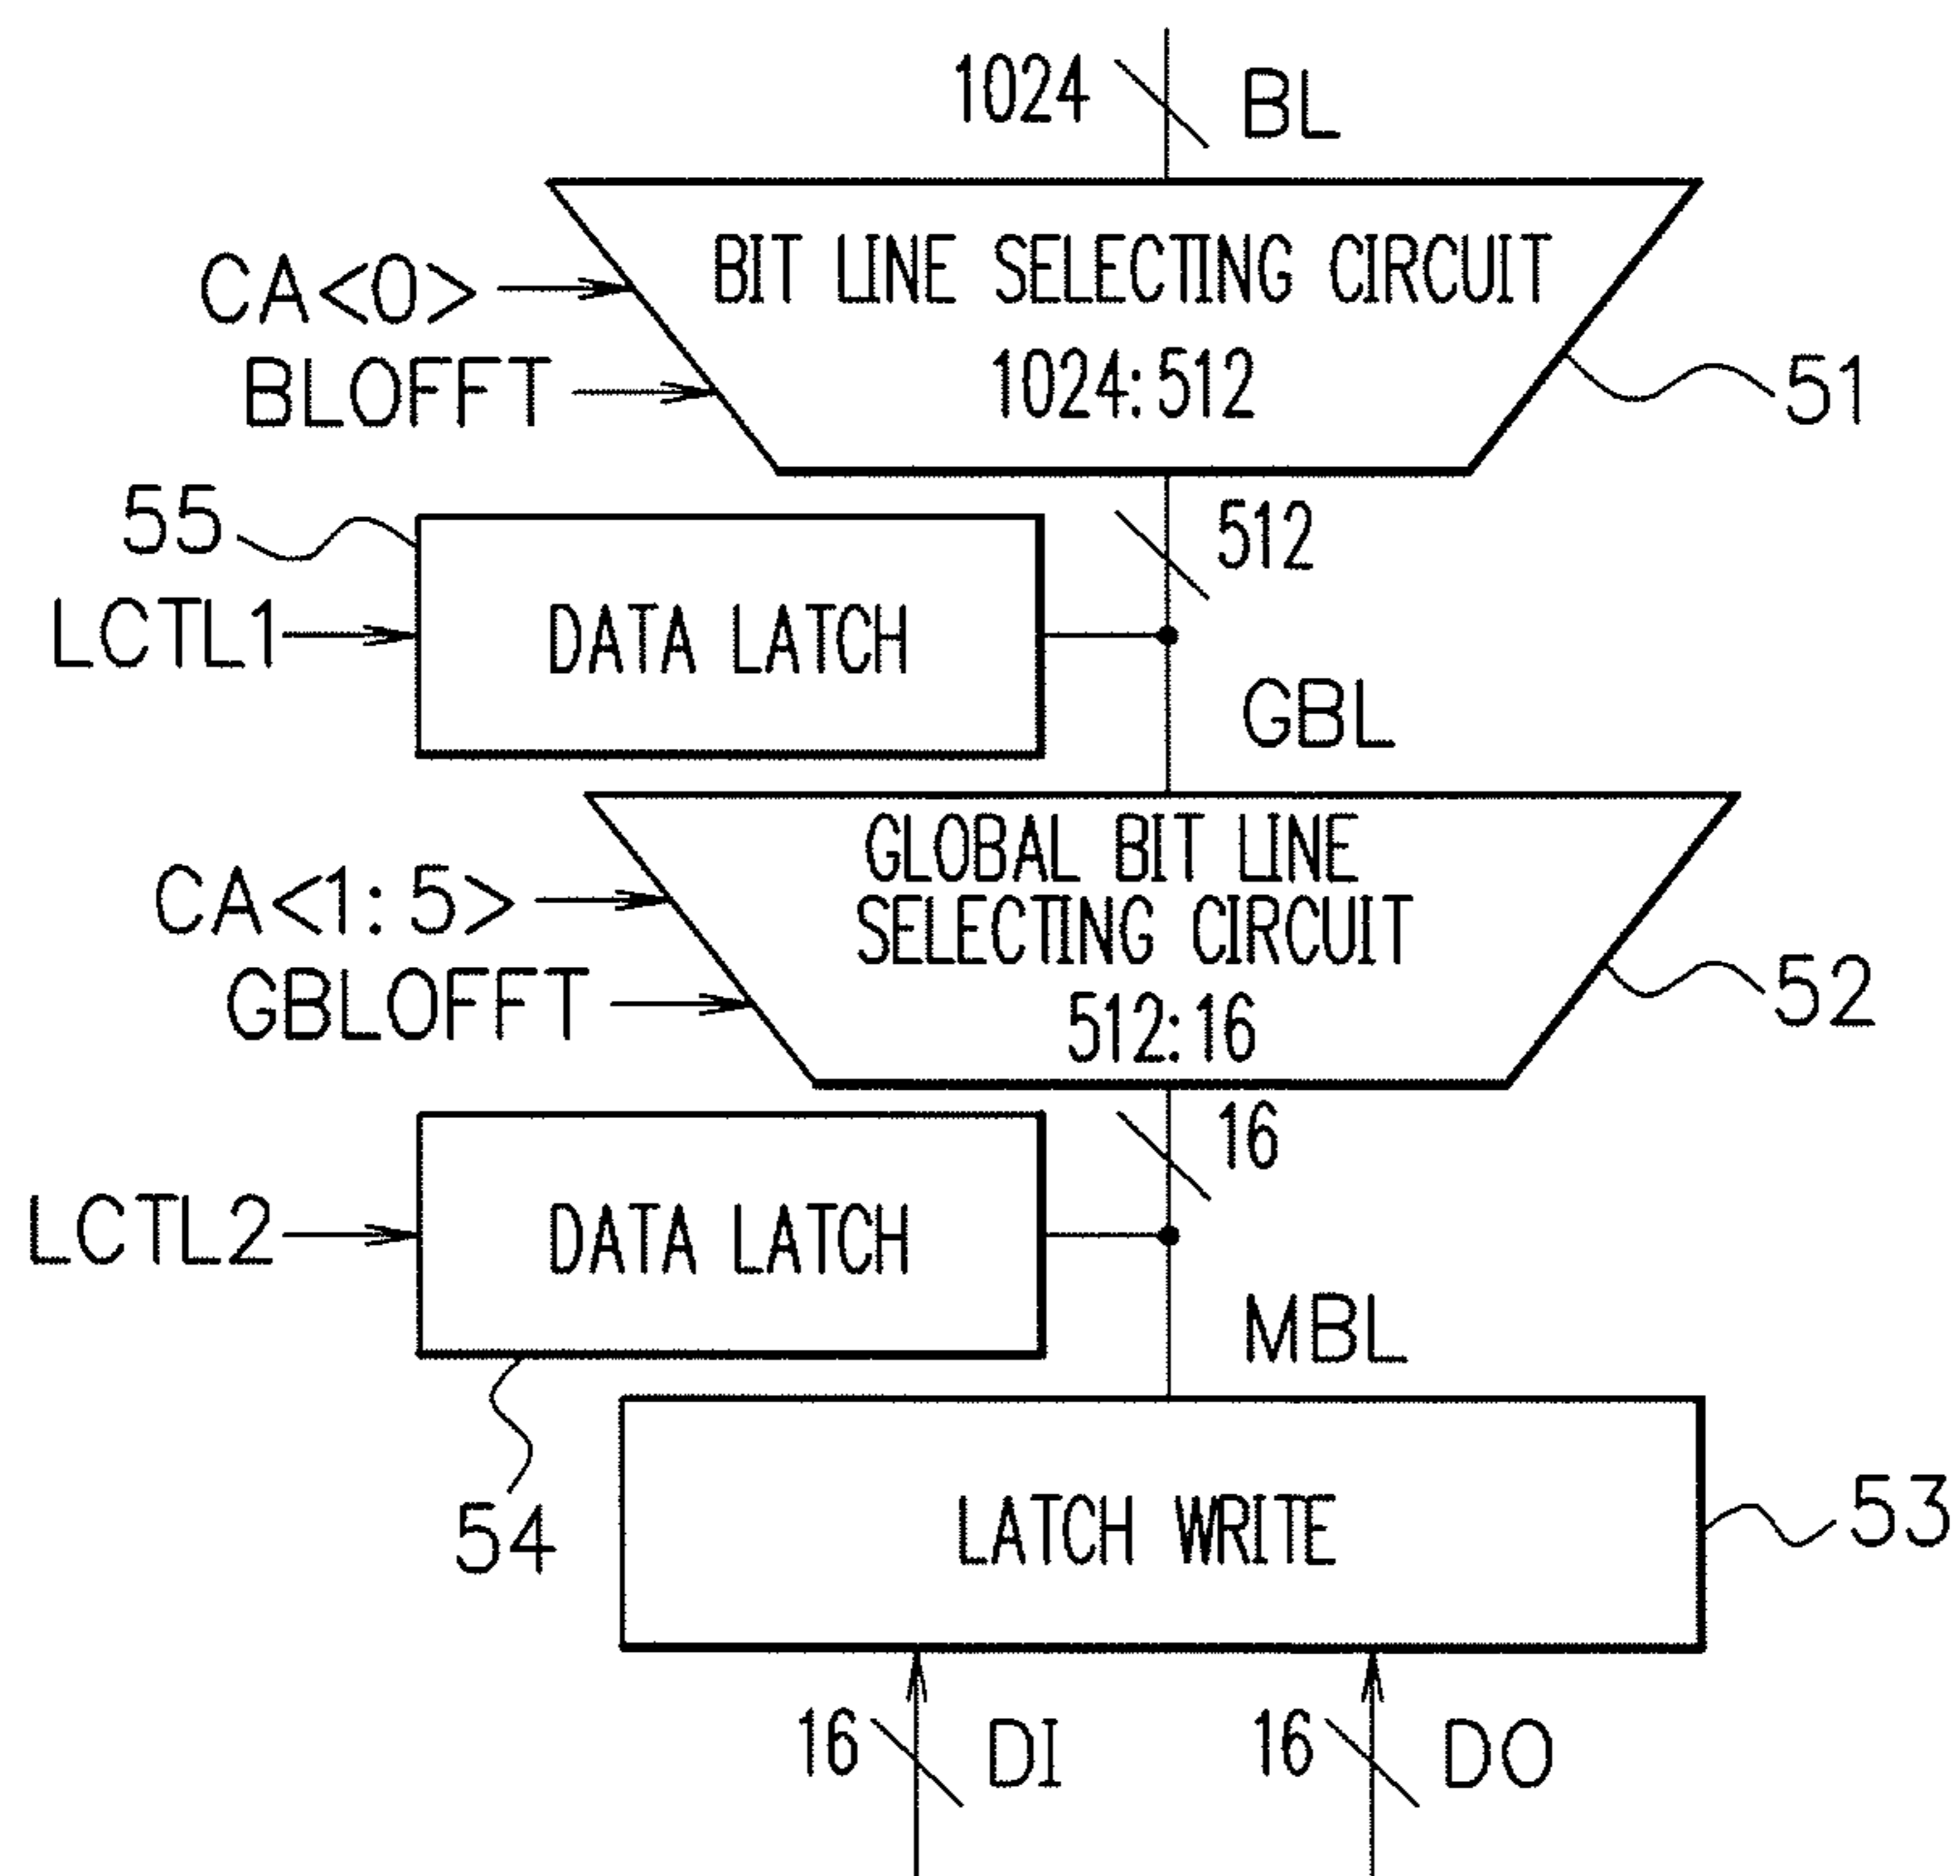 1024 BL
BIT LINE SELECTING CIRCUIT
1024:512
CA<0>
BLOFFT
51
55
512
LCTL1
DATA LATCH
GBL
GLOBAL BIT LINE
SELECTING CIRCUIT
512:16
CA<1:5>
GBLOFFT
52
16
LCTL2
DATA LATCH
MBL
54
LATCH WRITE
53
16 DI
16 DO